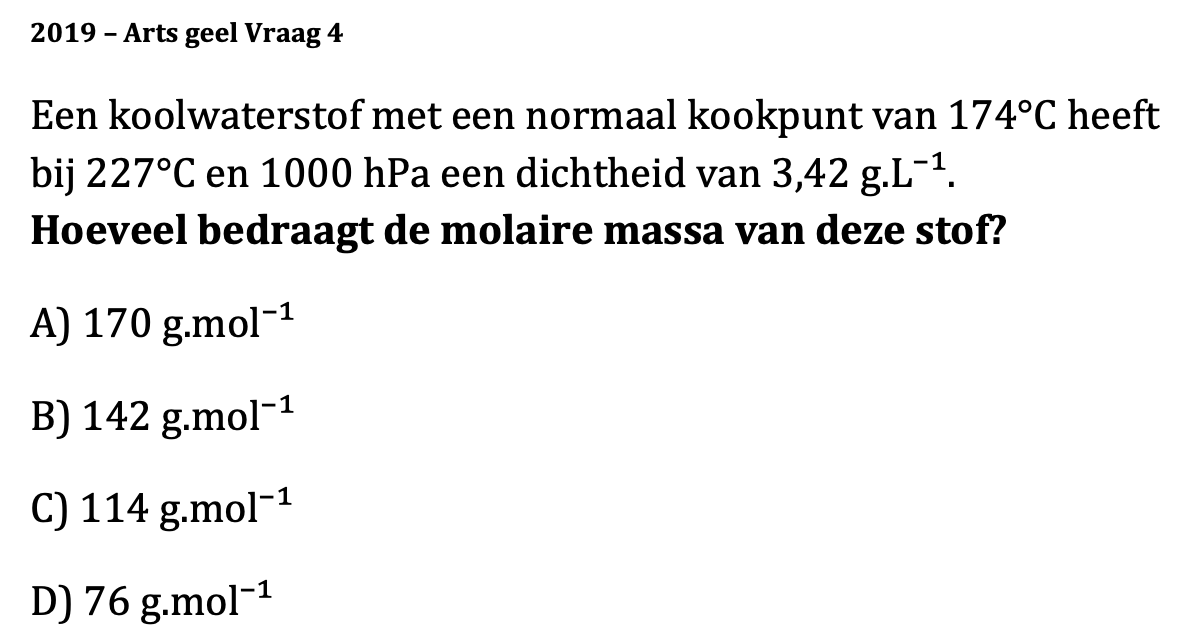 2019 – Arts geel Vraag 4
Een koolwaterstof met een normaal kookpunt van 174°C heeft
bij 227°C en 1000 hPa een dichtheid van 3,42 g.L⁻¹.
Hoeveel bedraagt de molaire massa van deze stof?
A) 170 g.mol⁻¹
B) 142 g.mol⁻¹
C) 114 g.mol⁻¹
D) 76 g.mol⁻¹